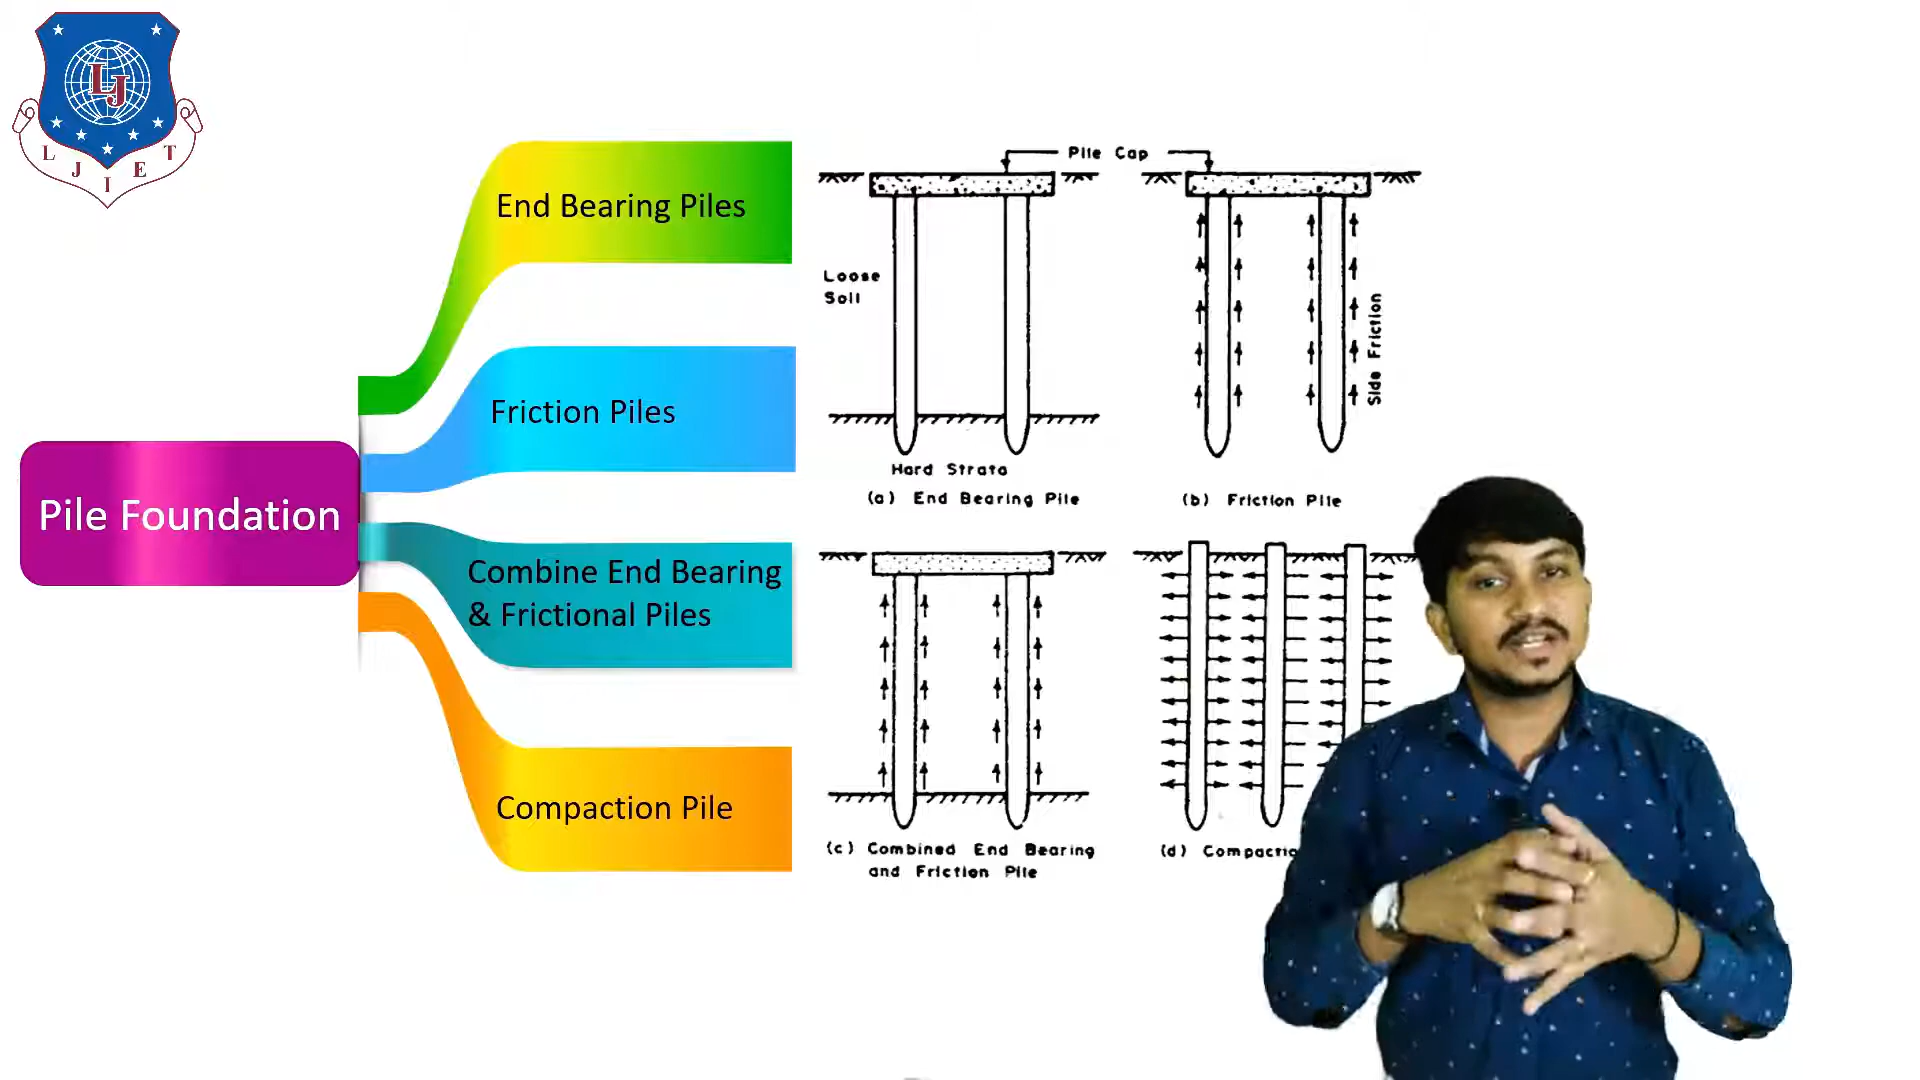 LJ
L J I E T
End Bearing Piles
Friction Piles
Pile Foundation
Combine End Bearing
& Frictional Piles
Compaction Pile
Pile Cap
Loose
Soil
Side Friction
Hard Strata
(a) End Bearing Pile
(b) Friction Pile
(c) Combined End Bearing
and Friction Pile
(d)